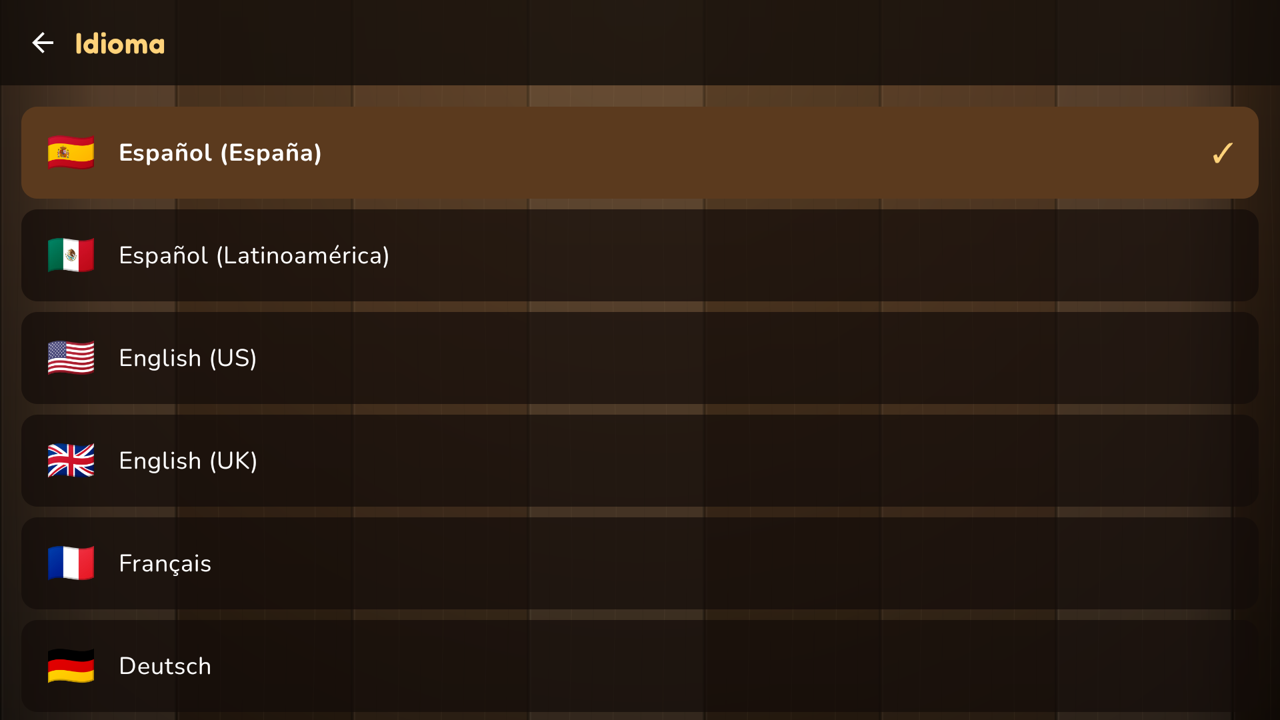 Idioma
Español (España)
Español (Latinoamérica)
English (US)
English (UK)
Français
Deutsch